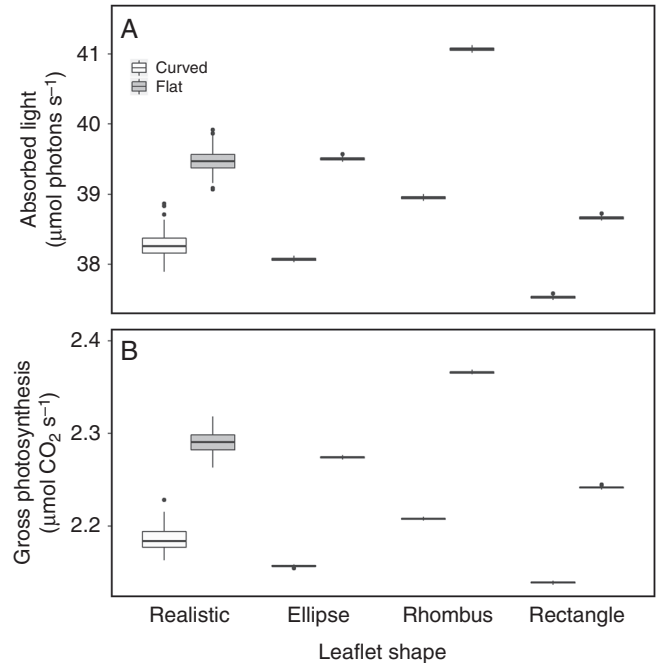 A
Curved
Flat
41
40
39
38
Absorbed light
(μmol photons s⁻¹)
B
2.4
2.3
2.2
Gross photosynthesis
(μmol CO₂ s⁻¹)
Realistic Ellipse Rhombus Rectangle
Leaflet shape